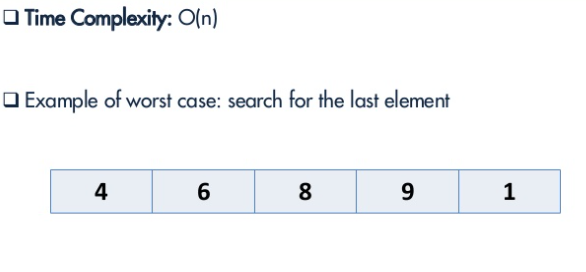 ❑ Time Complexity: O(n)
❑ Example of worst case: search for the last element
4 6 8 9 1